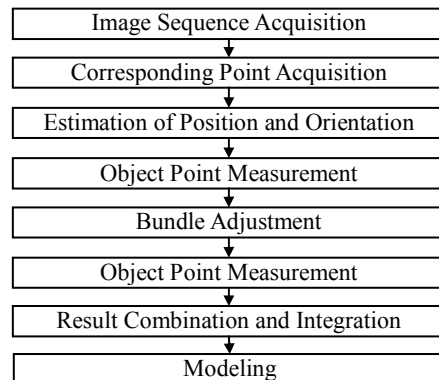 Image Sequence Acquisition
Corresponding Point Acquisition
Estimation of Position and Orientation
Object Point Measurement
Bundle Adjustment
Object Point Measurement
Result Combination and Integration
Modeling